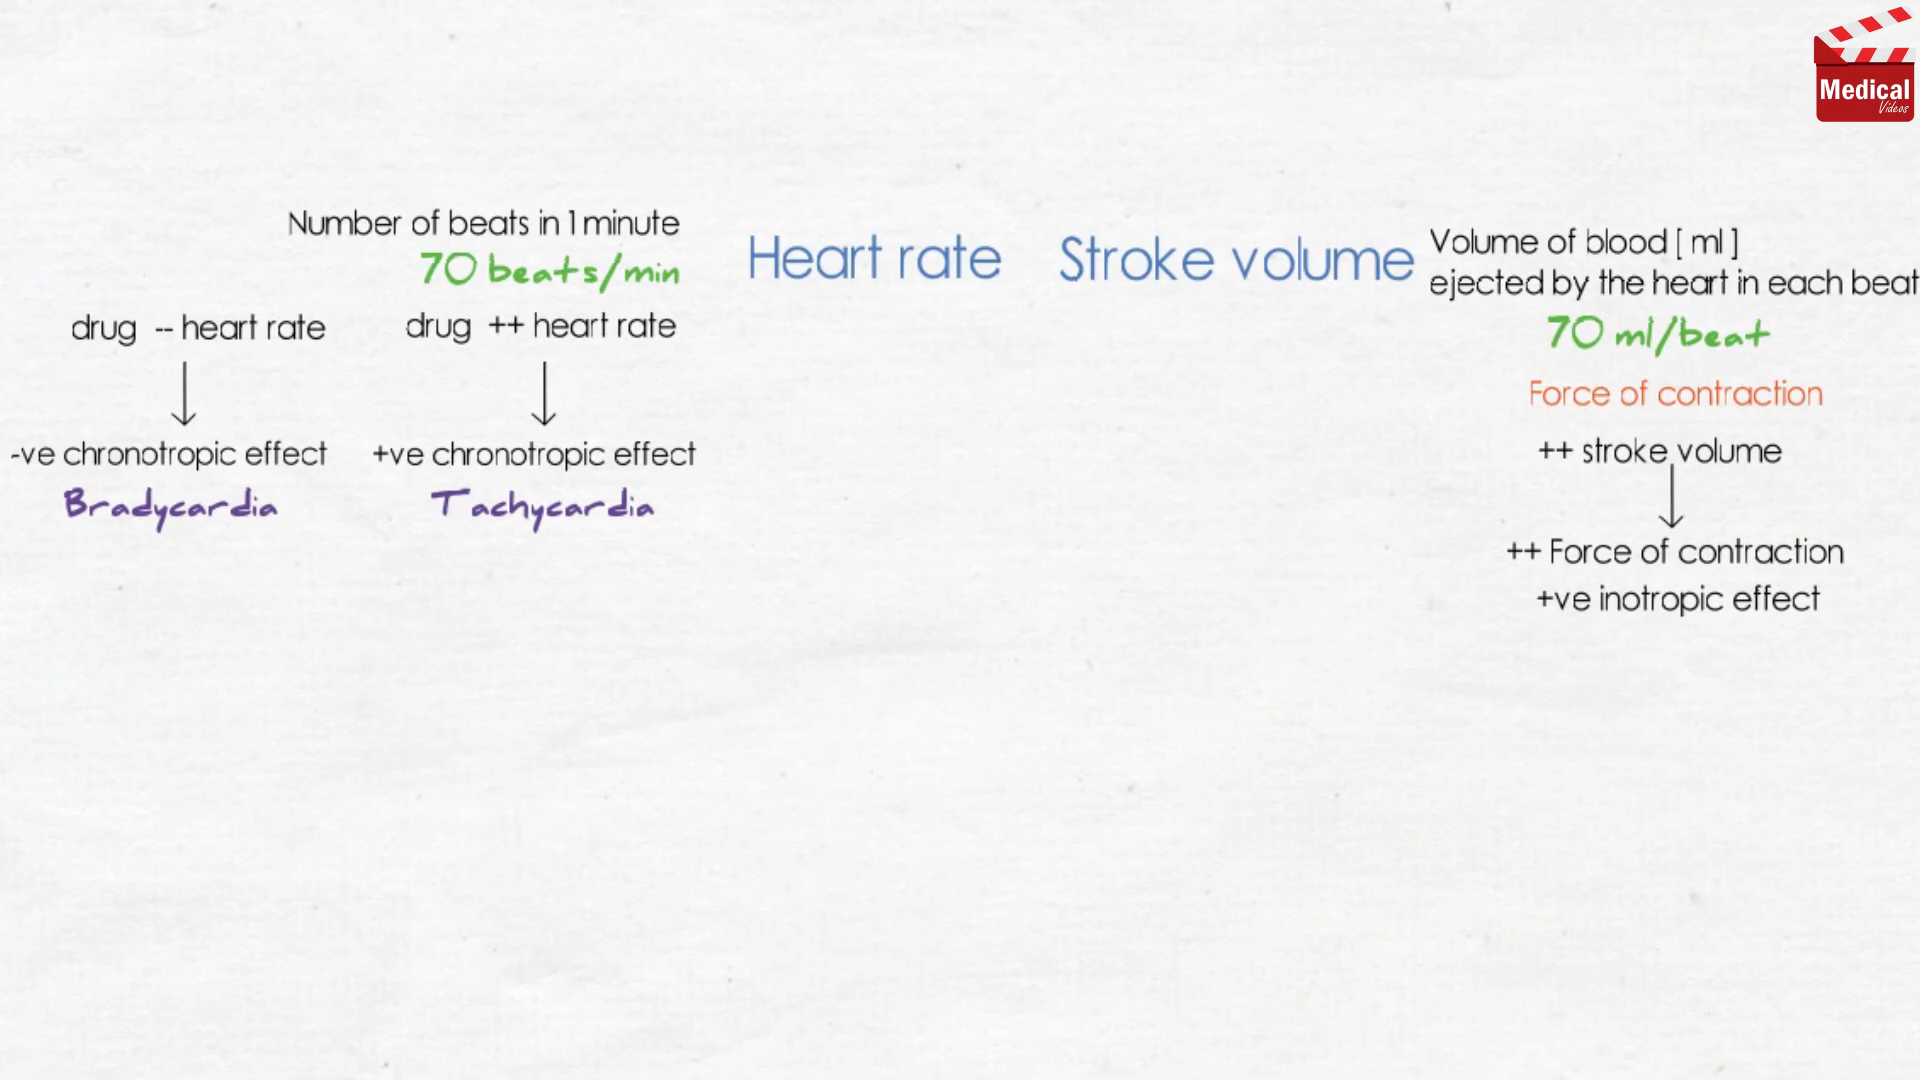 Medical
Videos
Number of beats in 1 minute
70 beats/min
drug -- heart rate
drug ++ heart rate
-ve chronotropic effect
+ve chronotropic effect
Bradycardia
Tachycardia
Heart rate
Stroke volume
Volume of blood [ ml ]
ejected by the heart in each beat
70 ml/beat
Force of contraction
++ stroke volume
++ Force of contraction
+ve inotropic effect